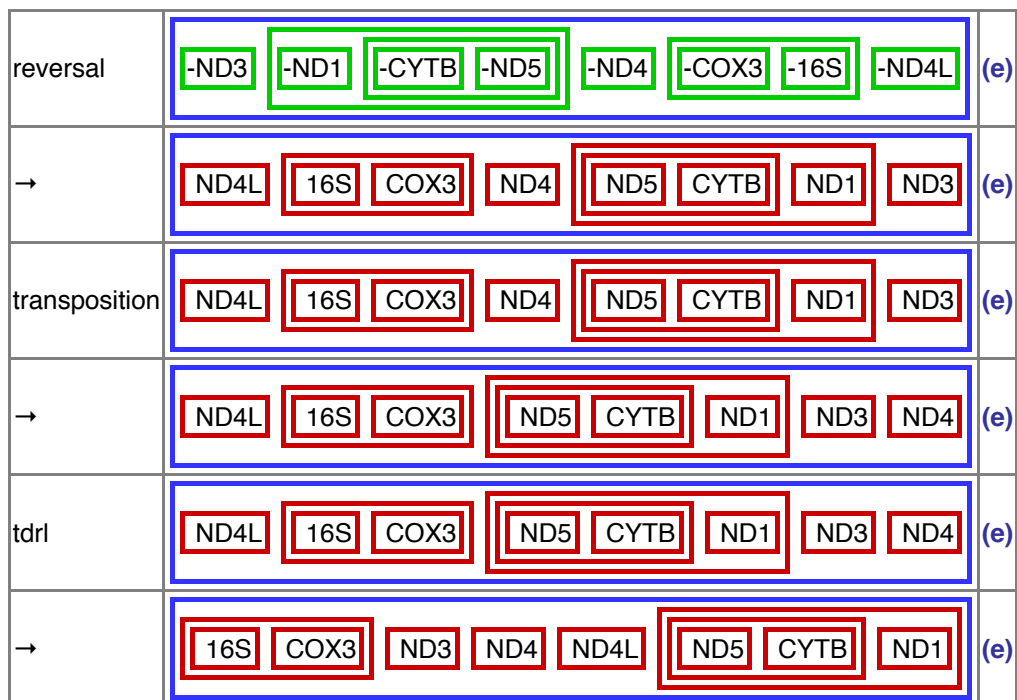 reversal -ND3 -ND1 -CYTB -ND5 -ND4 -COX3 -16S -ND4L (e)
→ ND4L 16S COX3 ND4 ND5 CYTB ND1 ND3 (e)
transposition ND4L 16S COX3 ND4 ND5 CYTB ND1 ND3 (e)
→ ND4L 16S COX3 ND5 CYTB ND1 ND3 ND4 (e)
tdrl ND4L 16S COX3 ND5 CYTB ND1 ND3 ND4 (e)
→ 16S COX3 ND3 ND4 ND4L ND5 CYTB ND1 (e)